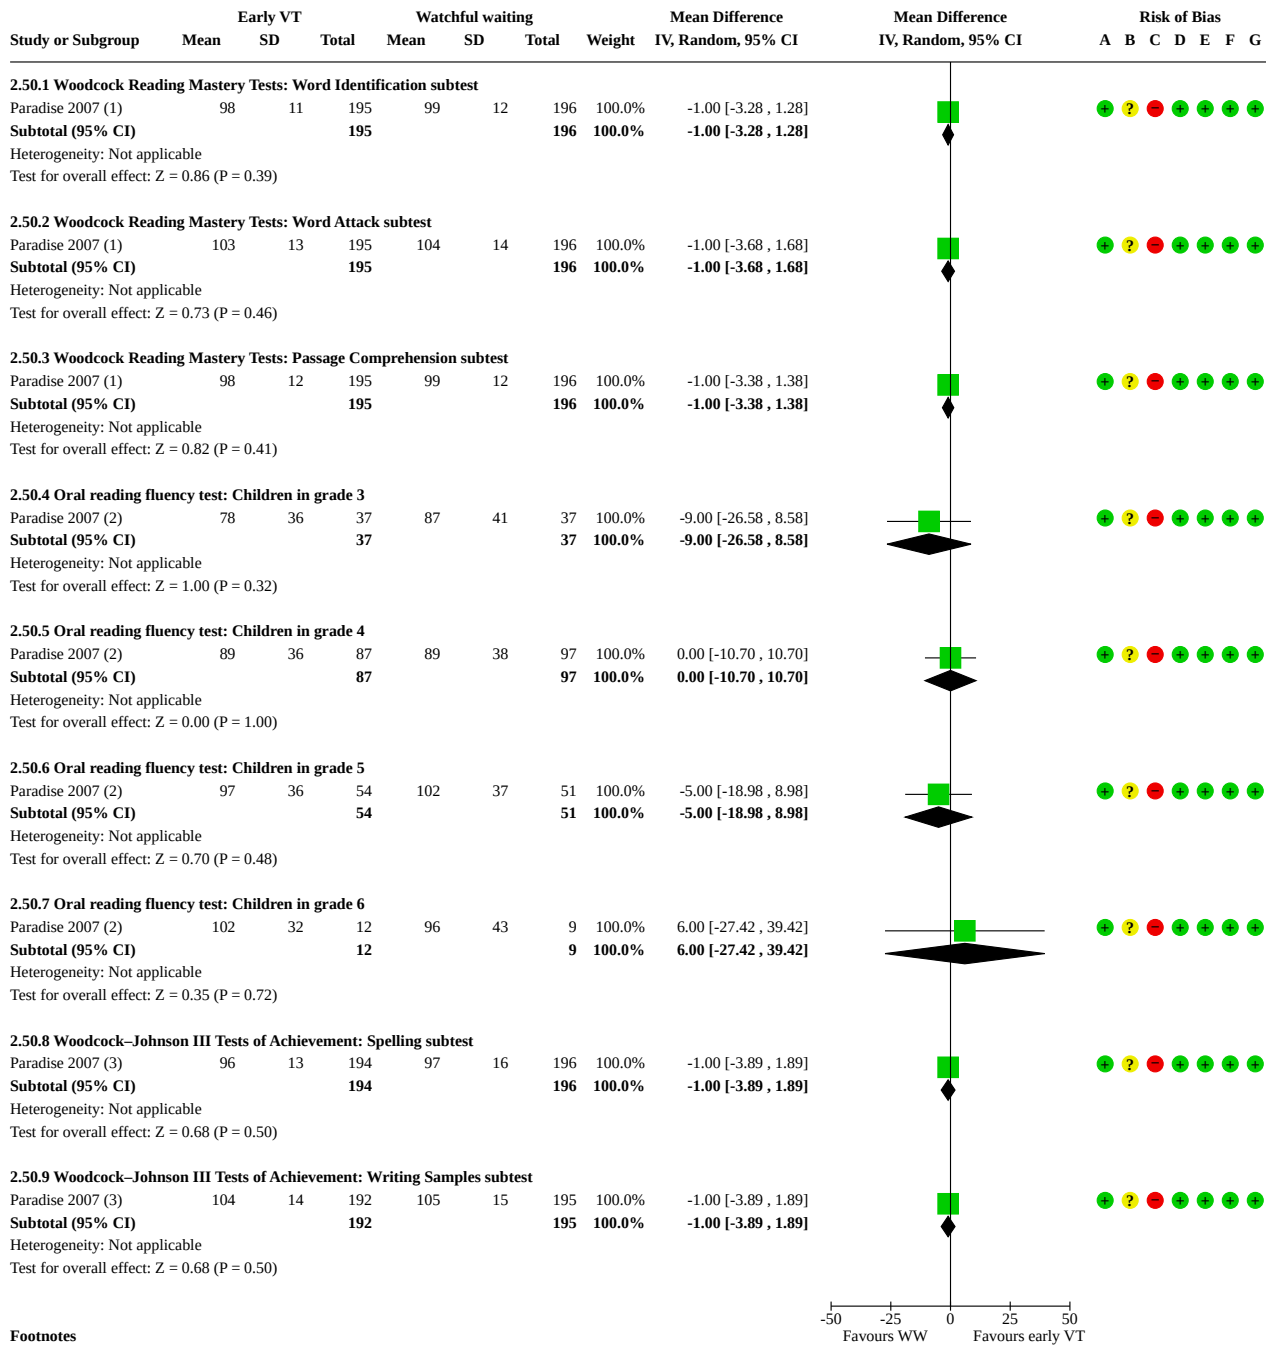 Early VT Watchful waiting Mean Difference Mean Difference Risk of Bias
Study or Subgroup Mean SD Total Mean SD Total Weight IV, Random, 95% CI IV, Random, 95% CI A B C D E F G
2.50.1 Woodcock Reading Mastery Tests: Word Identification subtest
Paradise 2007 (1) 98 11 195 99 12 196 100.0% -1.00 [-3.28 , 1.28] + ? − + + + +
Subtotal (95% CI) 195 196 100.0% -1.00 [-3.28 , 1.28]
Heterogeneity: Not applicable
Test for overall effect: Z = 0.86 (P = 0.39)
2.50.2 Woodcock Reading Mastery Tests: Word Attack subtest
Paradise 2007 (1) 103 13 195 104 14 196 100.0% -1.00 [-3.68 , 1.68] + ? − + + + +
Subtotal (95% CI) 195 196 100.0% -1.00 [-3.68 , 1.68]
Heterogeneity: Not applicable
Test for overall effect: Z = 0.73 (P = 0.46)
2.50.3 Woodcock Reading Mastery Tests: Passage Comprehension subtest
Paradise 2007 (1) 98 12 195 99 12 196 100.0% -1.00 [-3.38 , 1.38] + ? − + + + +
Subtotal (95% CI) 195 196 100.0% -1.00 [-3.38 , 1.38]
Heterogeneity: Not applicable
Test for overall effect: Z = 0.82 (P = 0.41)
2.50.4 Oral reading fluency test: Children in grade 3
Paradise 2007 (2) 78 36 37 87 41 37 100.0% -9.00 [-26.58 , 8.58] + ? − + + + +
Subtotal (95% CI) 37 37 100.0% -9.00 [-26.58 , 8.58]
Heterogeneity: Not applicable
Test for overall effect: Z = 1.00 (P = 0.32)
2.50.5 Oral reading fluency test: Children in grade 4
Paradise 2007 (2) 89 36 87 89 38 97 100.0% 0.00 [-10.70 , 10.70] + ? − + + + +
Subtotal (95% CI) 87 97 100.0% 0.00 [-10.70 , 10.70]
Heterogeneity: Not applicable
Test for overall effect: Z = 0.00 (P = 1.00)
2.50.6 Oral reading fluency test: Children in grade 5
Paradise 2007 (2) 97 36 54 102 37 51 100.0% -5.00 [-18.98 , 8.98] + ? − + + + +
Subtotal (95% CI) 54 51 100.0% -5.00 [-18.98 , 8.98]
Heterogeneity: Not applicable
Test for overall effect: Z = 0.70 (P = 0.48)
2.50.7 Oral reading fluency test: Children in grade 6
Paradise 2007 (2) 102 32 12 96 43 9 100.0% 6.00 [-27.42 , 39.42] + ? − + + + +
Subtotal (95% CI) 12 9 100.0% 6.00 [-27.42 , 39.42]
Heterogeneity: Not applicable
Test for overall effect: Z = 0.35 (P = 0.72)
2.50.8 Woodcock–Johnson III Tests of Achievement: Spelling subtest
Paradise 2007 (3) 96 13 194 97 16 196 100.0% -1.00 [-3.89 , 1.89] + ? − + + + +
Subtotal (95% CI) 194 196 100.0% -1.00 [-3.89 , 1.89]
Heterogeneity: Not applicable
Test for overall effect: Z = 0.68 (P = 0.50)
2.50.9 Woodcock–Johnson III Tests of Achievement: Writing Samples subtest
Paradise 2007 (3) 104 14 192 105 15 195 100.0% -1.00 [-3.89 , 1.89] + ? − + + + +
Subtotal (95% CI) 192 195 100.0% -1.00 [-3.89 , 1.89]
Heterogeneity: Not applicable
Test for overall effect: Z = 0.68 (P = 0.50)
-50 -25 0 25 50
Footnotes Favours WW Favours early VT